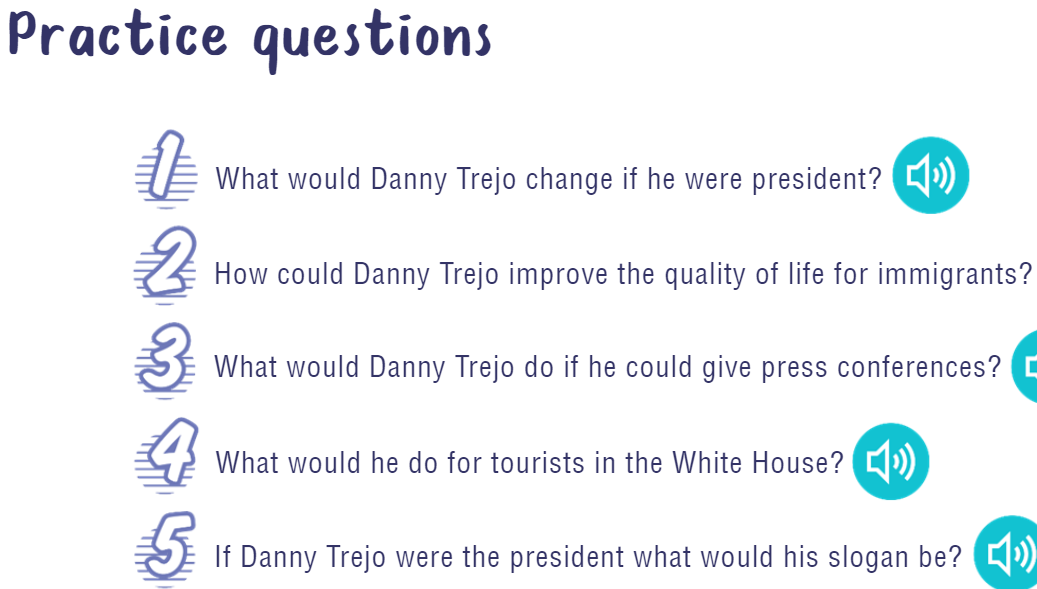 Practice questions
1 What would Danny Trejo change if he were president?
2 How could Danny Trejo improve the quality of life for immigrants?
3 What would Danny Trejo do if he could give press conferences?
4 What would he do for tourists in the White House?
5 If Danny Trejo were the president what would his slogan be?